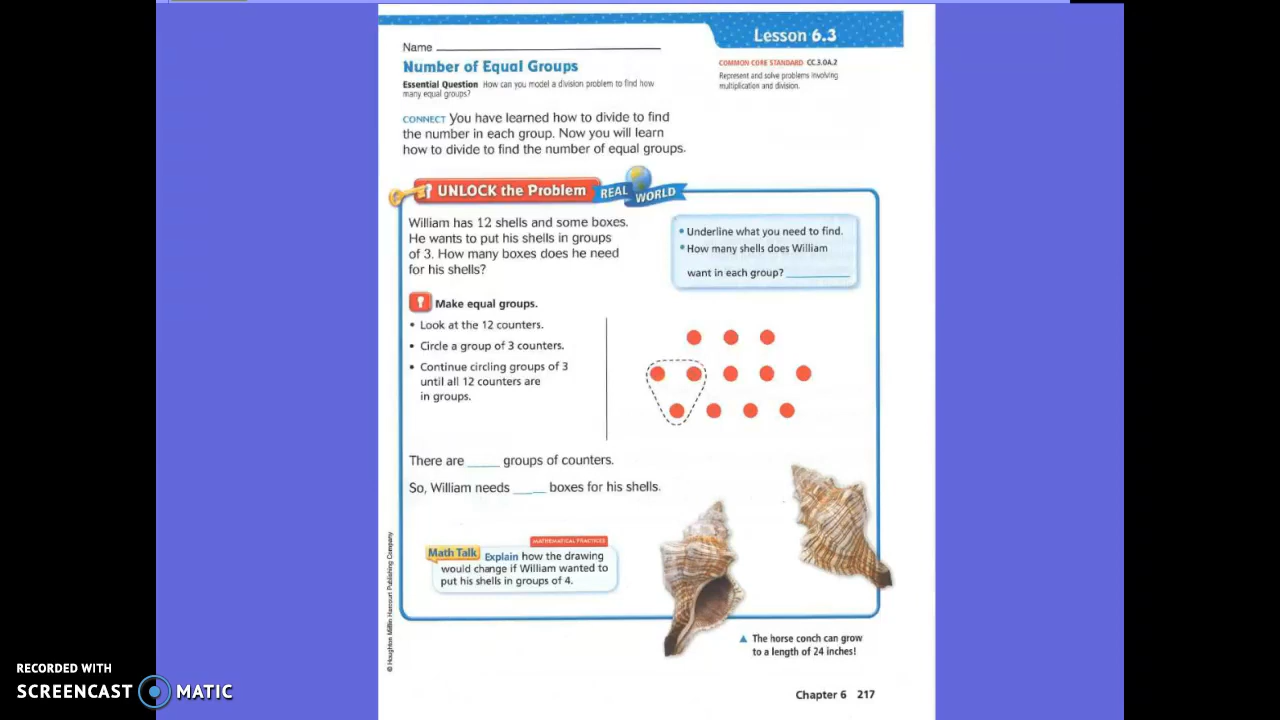 Lesson 6.3
Name
COMMON CORE STANDARD CC.3.OA.2
Represent and solve problems involving
multiplication and division.
Number of Equal Groups
Essential Question How can you model a division problem to find how
many equal groups?
CONNECT You have learned how to divide to find
the number in each group. Now you will learn
how to divide to find the number of equal groups.
UNLOCK the Problem REAL WORLD
William has 12 shells and some boxes.
He wants to put his shells in groups
of 3. How many boxes does he need
for his shells?
• Underline what you need to find.
• How many shells does William
want in each group?
Make equal groups.
• Look at the 12 counters.
• Circle a group of 3 counters.
• Continue circling groups of 3
until all 12 counters are
in groups.
There are ____ groups of counters.
So, William needs ____ boxes for his shells.
MATHEMATICAL PRACTICES
Math Talk Explain how the drawing
would change if William wanted to
put his shells in groups of 4.
▲ The horse conch can grow
to a length of 24 inches!
© Houghton Mifflin Harcourt Publishing Company
Chapter 6 217
RECORDED WITH
SCREENCAST MATIC